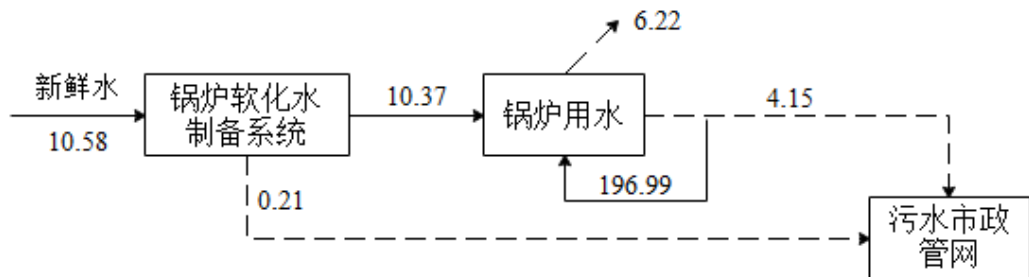 6.22
新鲜水
10.58
锅炉软化水
制备系统
10.37
锅炉用水
4.15
196.99
0.21
污水市政
管网